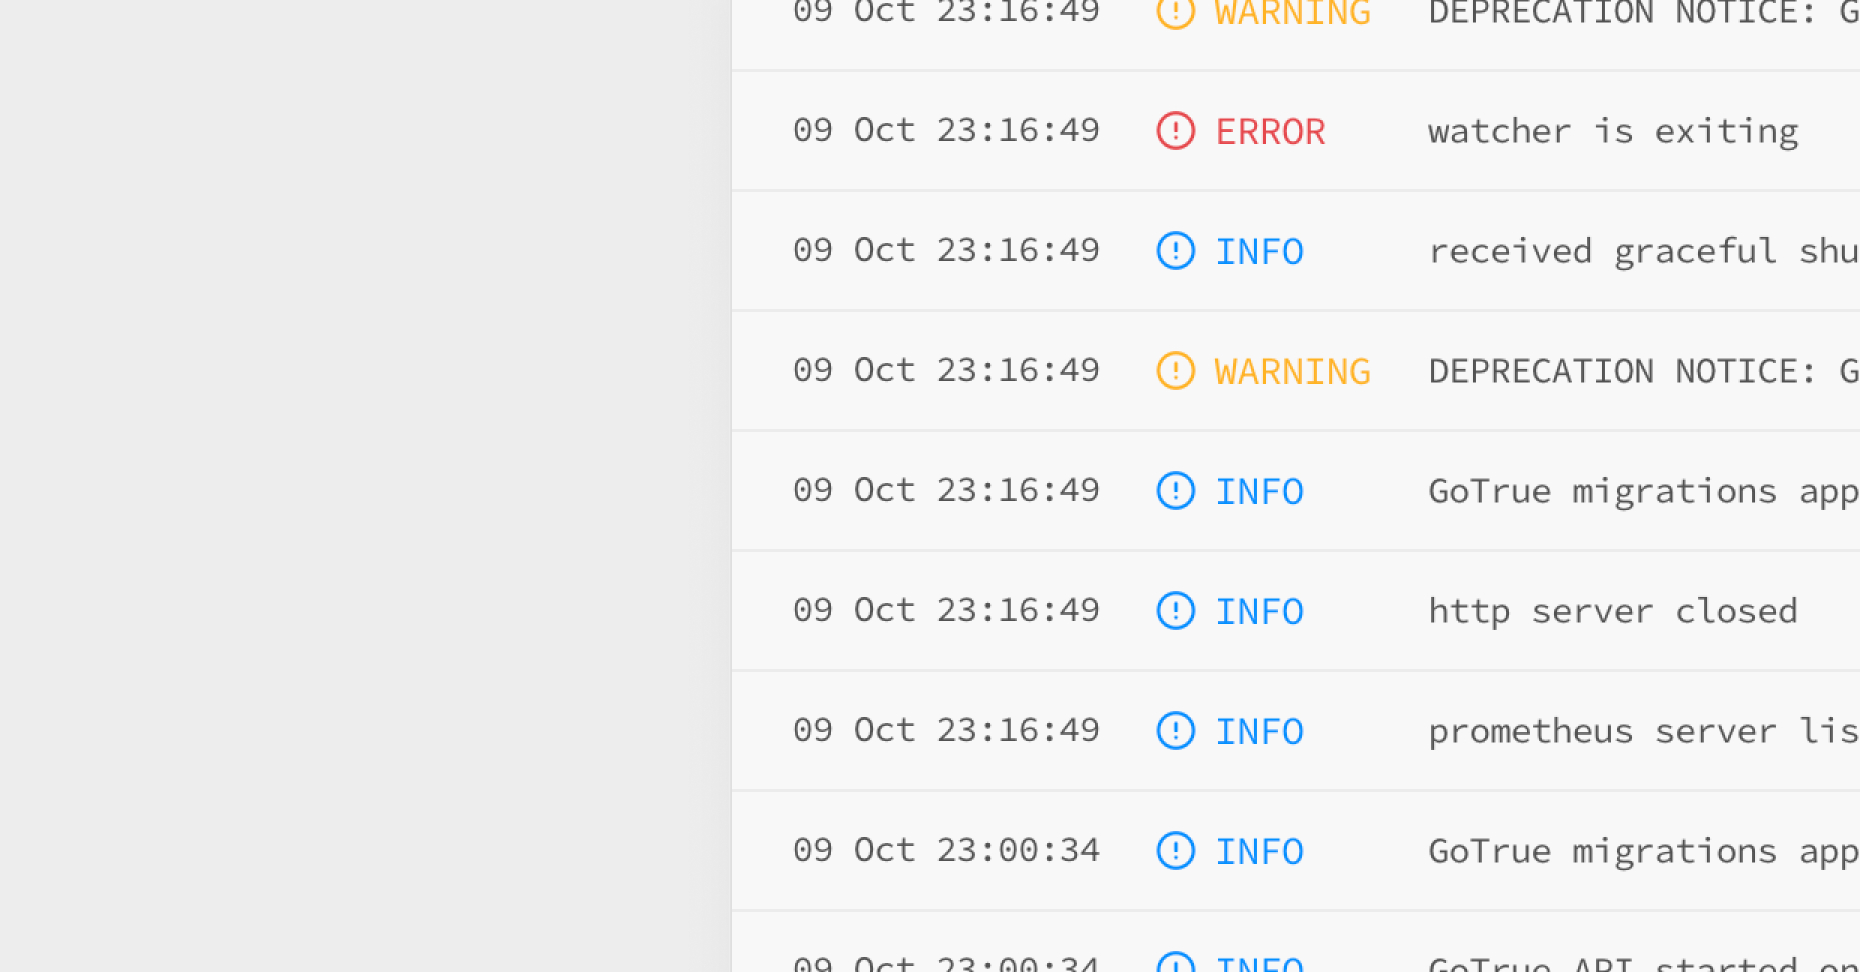 09 Oct 23:16:49 WARNING DEPRECATION NOTICE: G
09 Oct 23:16:49 ERROR watcher is exiting
09 Oct 23:16:49 INFO received graceful shu
09 Oct 23:16:49 WARNING DEPRECATION NOTICE: G
09 Oct 23:16:49 INFO GoTrue migrations app
09 Oct 23:16:49 INFO http server closed
09 Oct 23:16:49 INFO prometheus server lis
09 Oct 23:00:34 INFO GoTrue migrations app
09 Oct 23:00:34 INFO GoTrue API started on